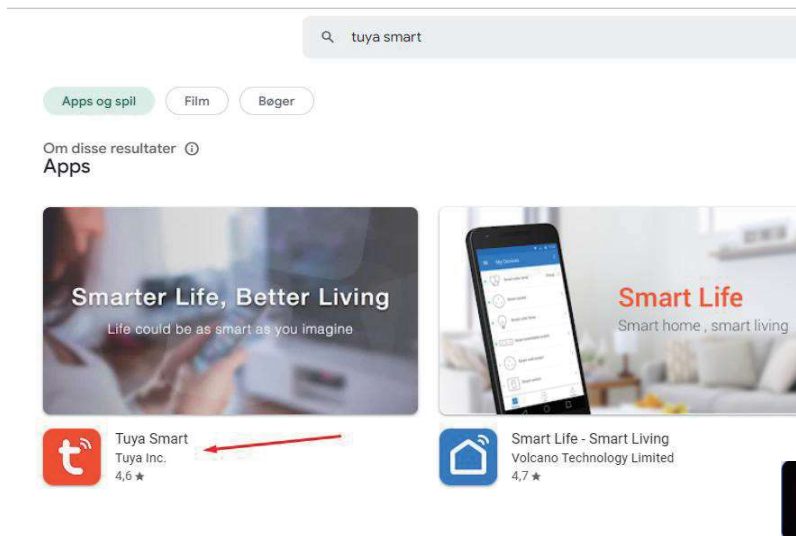 tuya smart
Apps og spil
Film
Bøger
Om disse resultater
Apps
Smarter Life, Better Living
Life could be as smart as you imagine
My Devices
Smart Life
Smart home , smart living
Tuya Smart
Tuya Inc.
4,6 ★
Smart Life - Smart Living
Volcano Technology Limited
4,7 ★